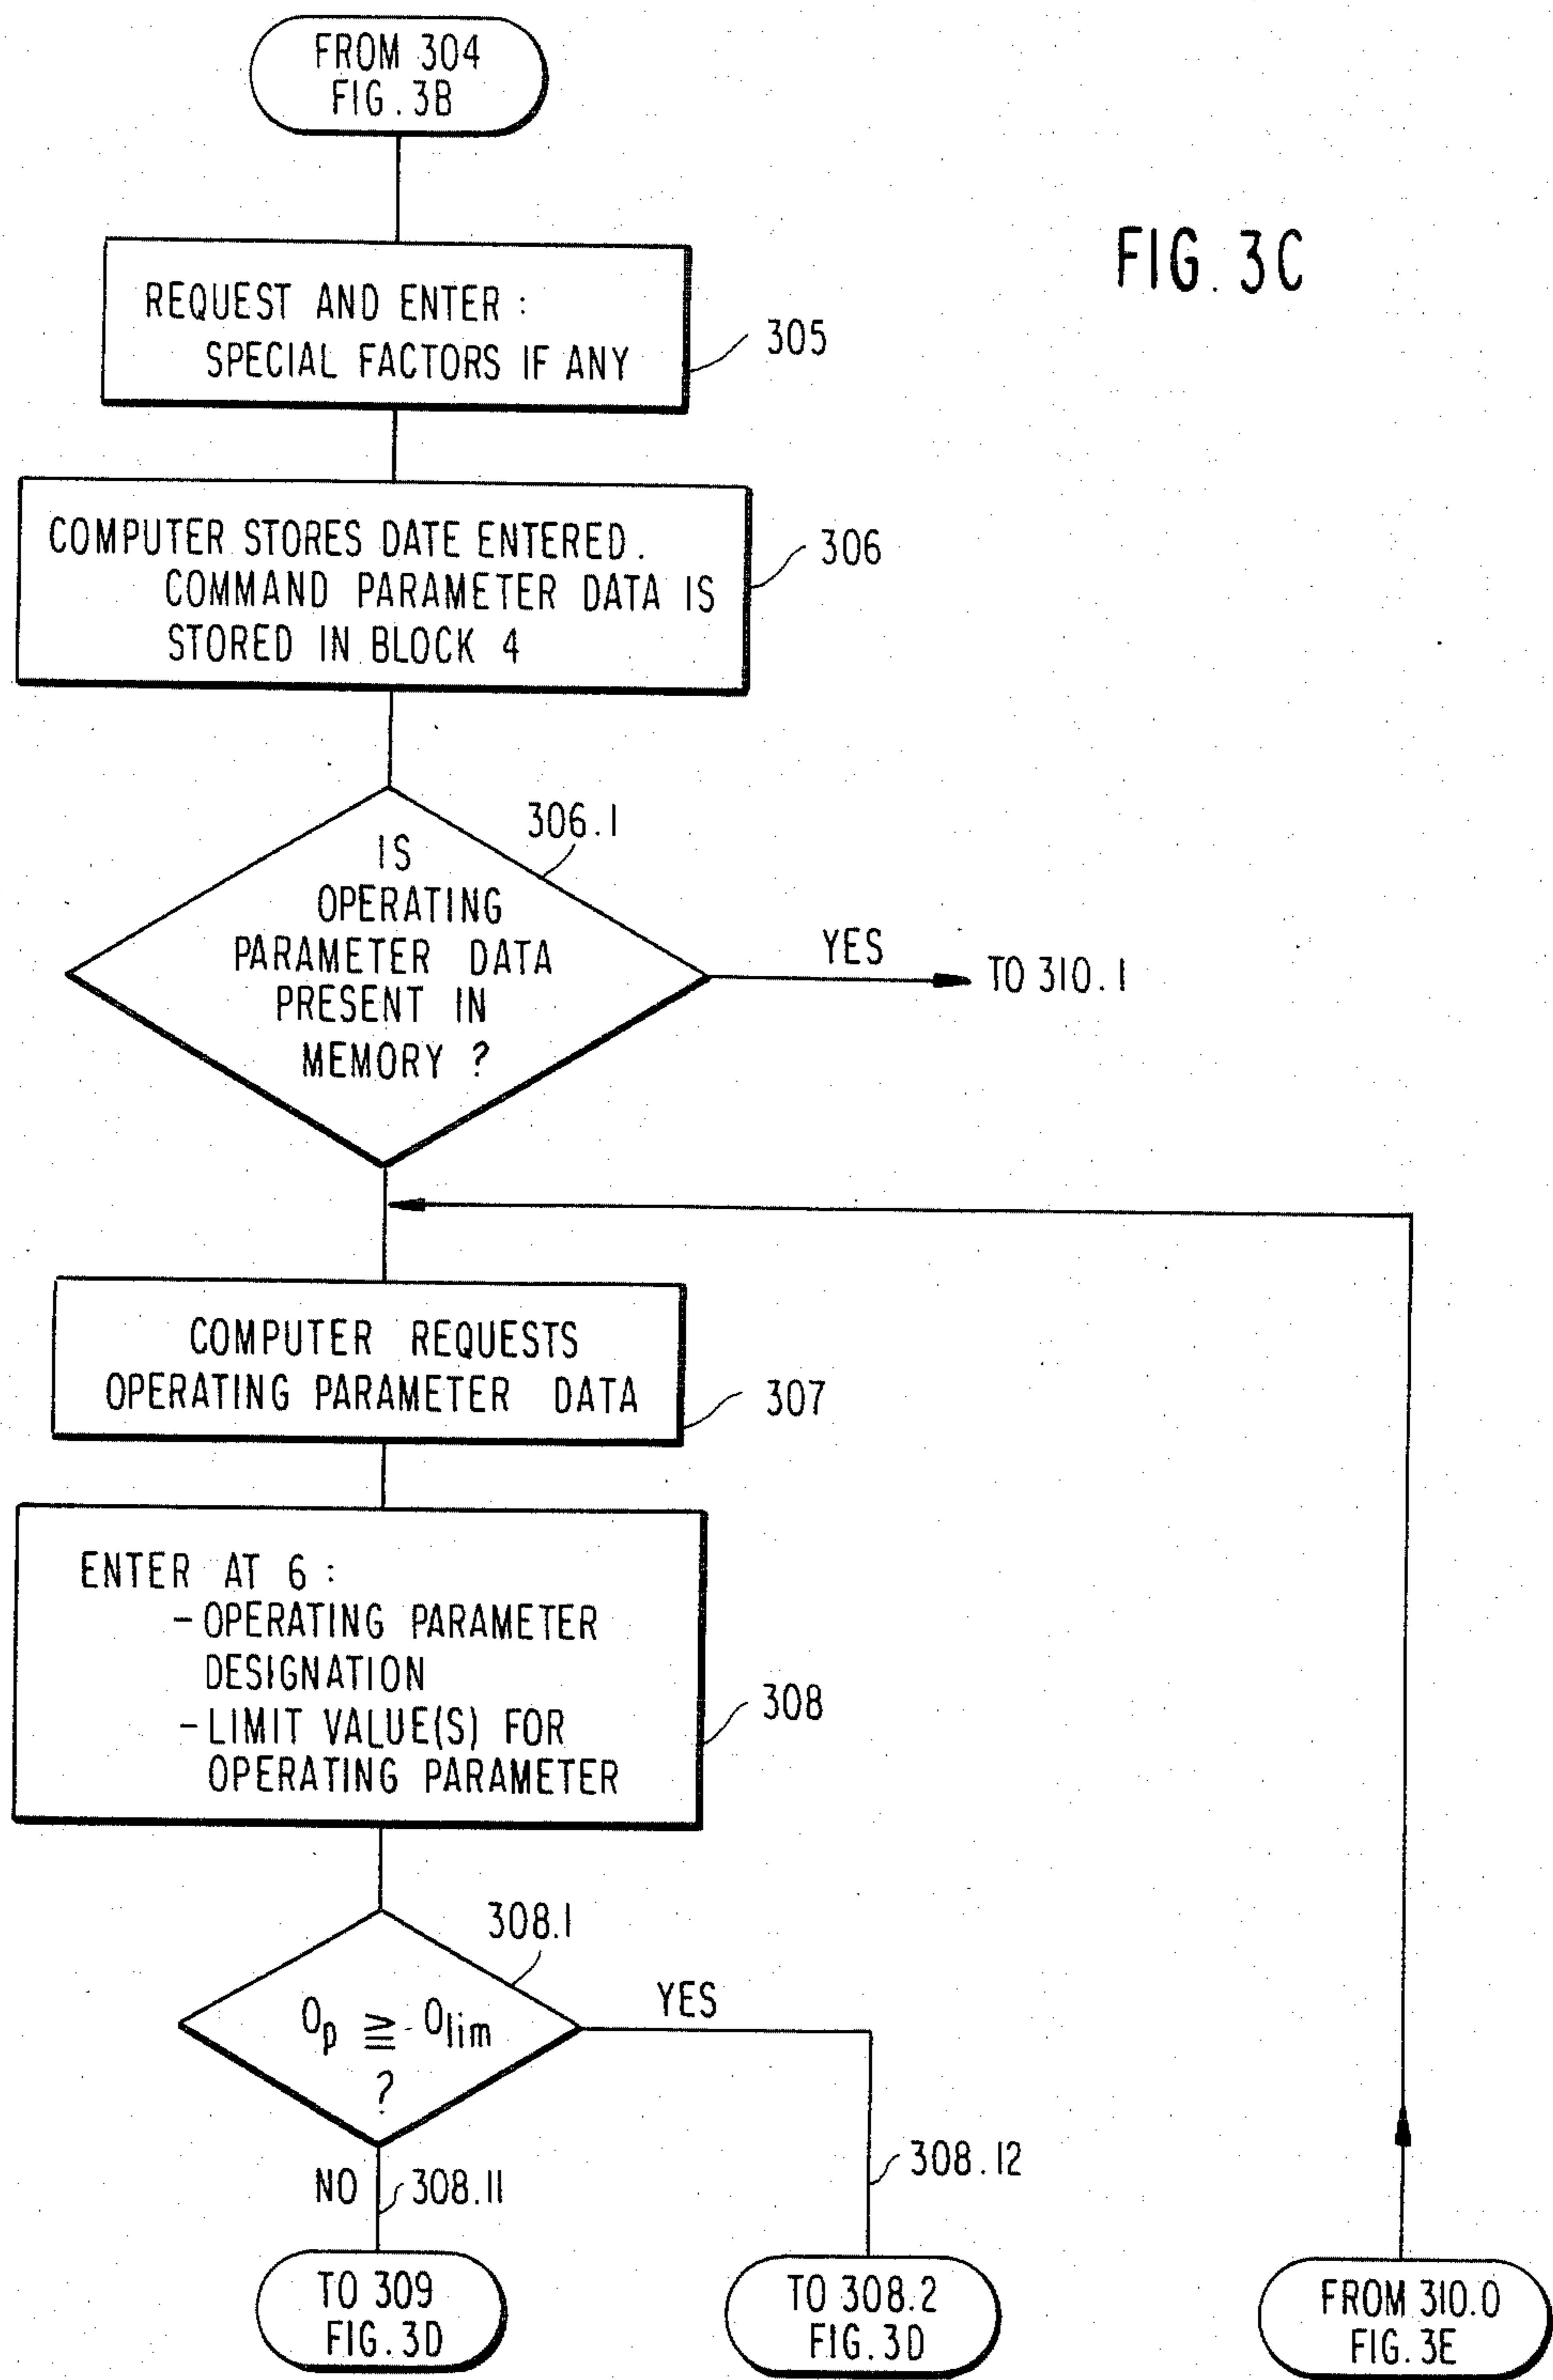 FROM 304
FIG. 3B
FIG. 3C
REQUEST AND ENTER :
SPECIAL FACTORS IF ANY
305
COMPUTER STORES DATE ENTERED.
COMMAND PARAMETER DATA IS
STORED IN BLOCK 4
306
306.1
IS
OPERATING
PARAMETER DATA
PRESENT IN
MEMORY ?
YES
TO 310.1
COMPUTER REQUESTS
OPERATING PARAMETER DATA
307
ENTER AT 6 :
- OPERATING PARAMETER
DESIGNATION
- LIMIT VALUE(S) FOR
OPERATING PARAMETER
308
308.1
Op ≧ Olim
?
YES
NO
308.11
308.12
TO 309
FIG. 3D
TO 308.2
FIG. 3D
FROM 310.0
FIG. 3E